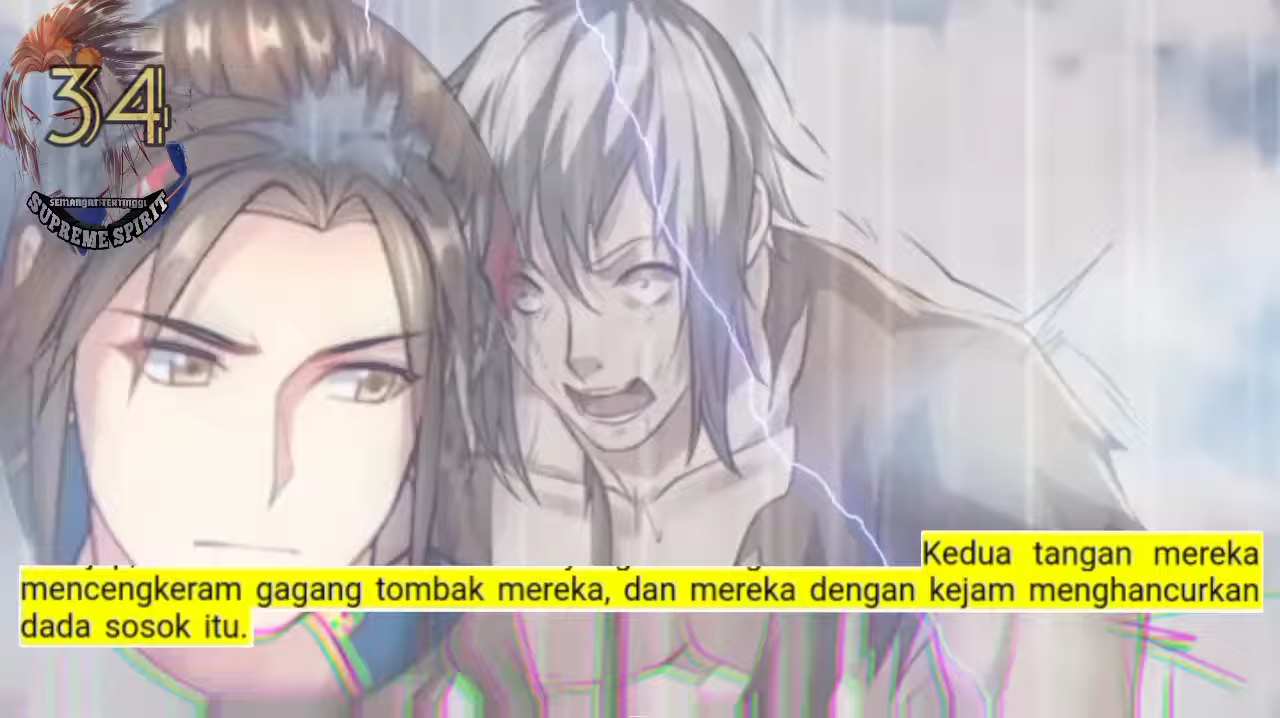 34
SEMANGAT TERTINGGI
SUPREME SPIRIT
Kedua tangan mereka
mencengkeram gagang tombak mereka, dan mereka dengan kejam menghancurkan
dada sosok itu.